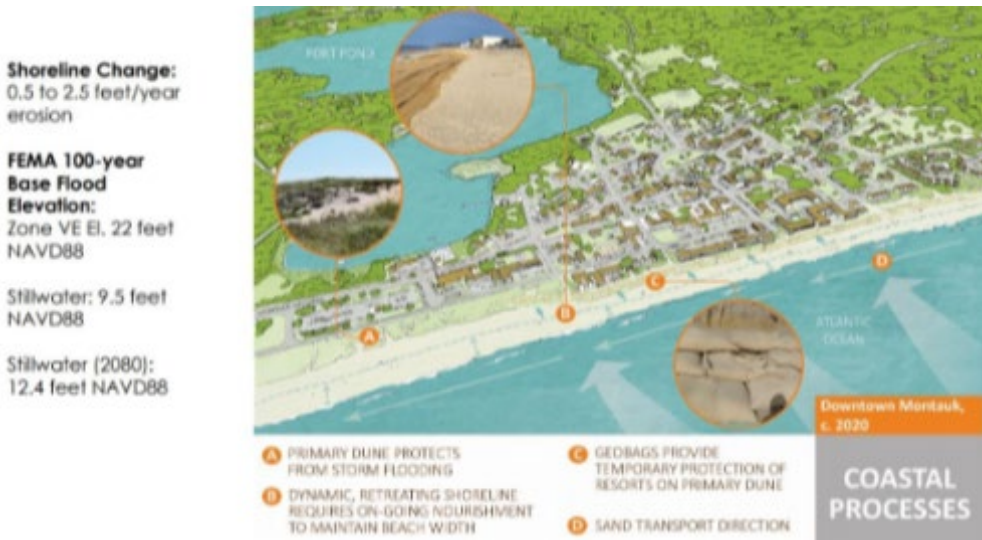 Shoreline Change:
0.5 to 2.5 feet/year
erosion
FEMA 100-year
Base Flood
Elevation:
Zone VE El. 22 feet
NAVD88
Stillwater: 9.5 feet
NAVD88
Stillwater (2080):
12.4 feet NAVD88
FORT POND
A
B
C
D
ATLANTIC
OCEAN
Downtown Montauk,
c. 2020
A PRIMARY DUNE PROTECTS
FROM STORM FLOODING
B DYNAMIC, RETREATING SHORELINE
REQUIRES ON-GOING NOURISHMENT
TO MAINTAIN BEACH WIDTH
C GEOBAGS PROVIDE
TEMPORARY PROTECTION OF
RESORTS ON PRIMARY DUNE
D SAND TRANSPORT DIRECTION
COASTAL
PROCESSES